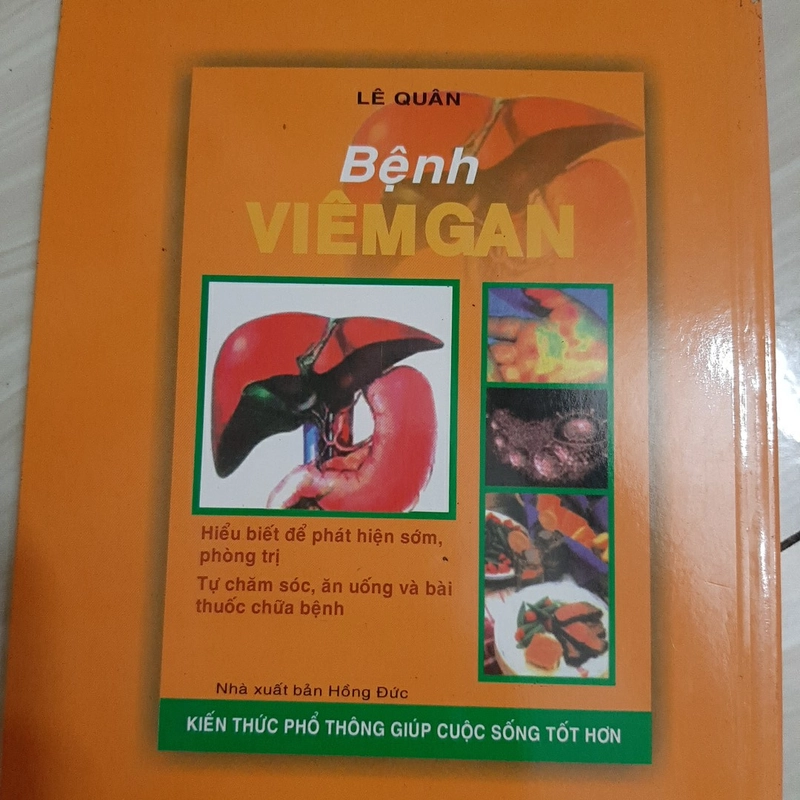 LÊ QUÂN
Bệnh
VIÊM GAN
Hiểu biết để phát hiện sớm,
phòng trị
Tự chăm sóc, ăn uống và bài
thuốc chữa bệnh
Nhà xuất bản Hồng Đức
KIẾN THỨC PHỔ THÔNG GIÚP CUỘC SỐNG TỐT HƠN